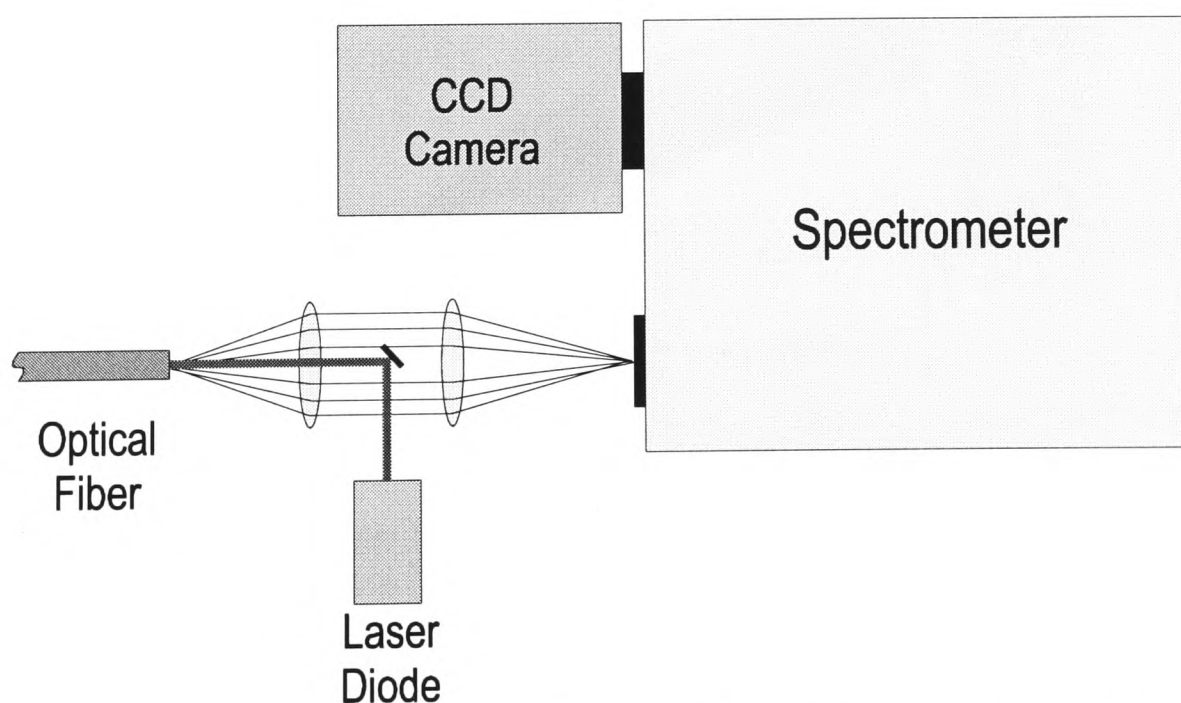 CCD
Camera
Spectrometer
Optical
Fiber
Laser
Diode